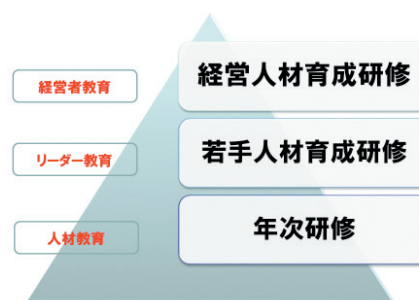 経営者教育
経営人材育成研修
リーダー教育
若手人材育成研修
人材教育
年次研修